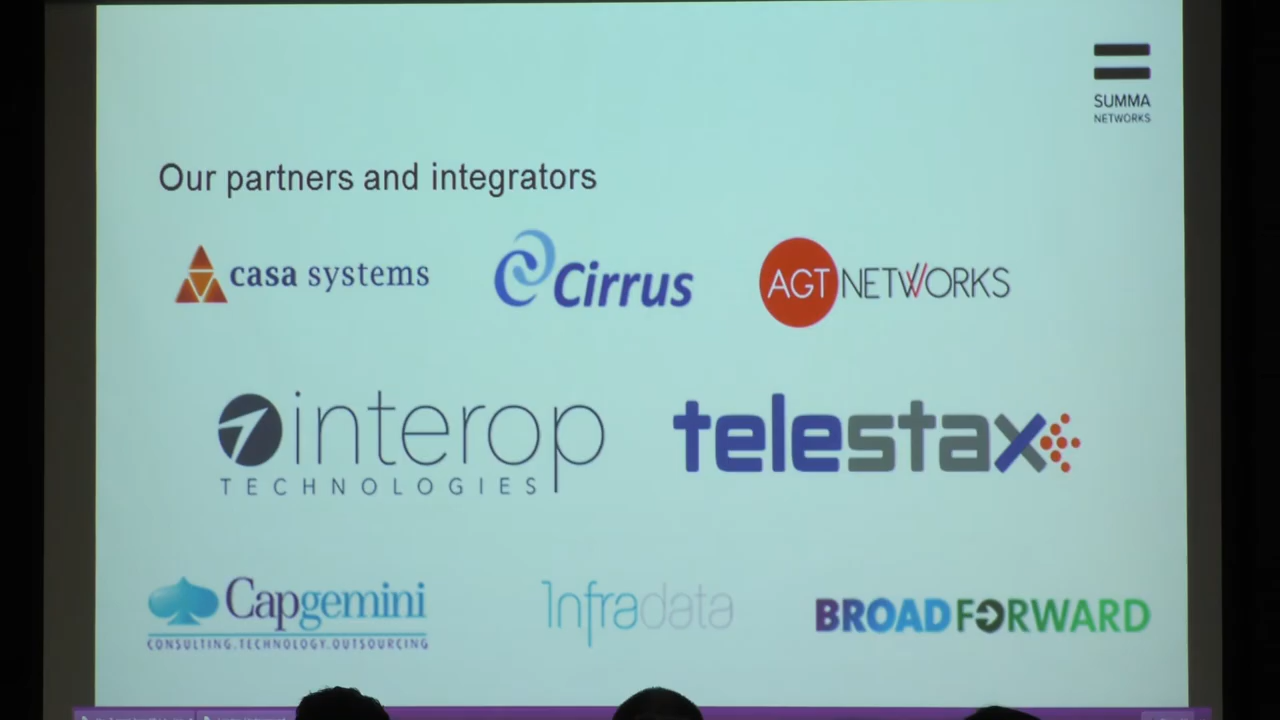 SUMMA
NETWORKS
Our partners and integrators
casa systems
Cirrus
AGT NETWORKS
interop
TECHNOLOGIES
telestax
Capgemini
CONSULTING.TECHNOLOGY.OUTSOURCING
Infradata
BROADFORWARD